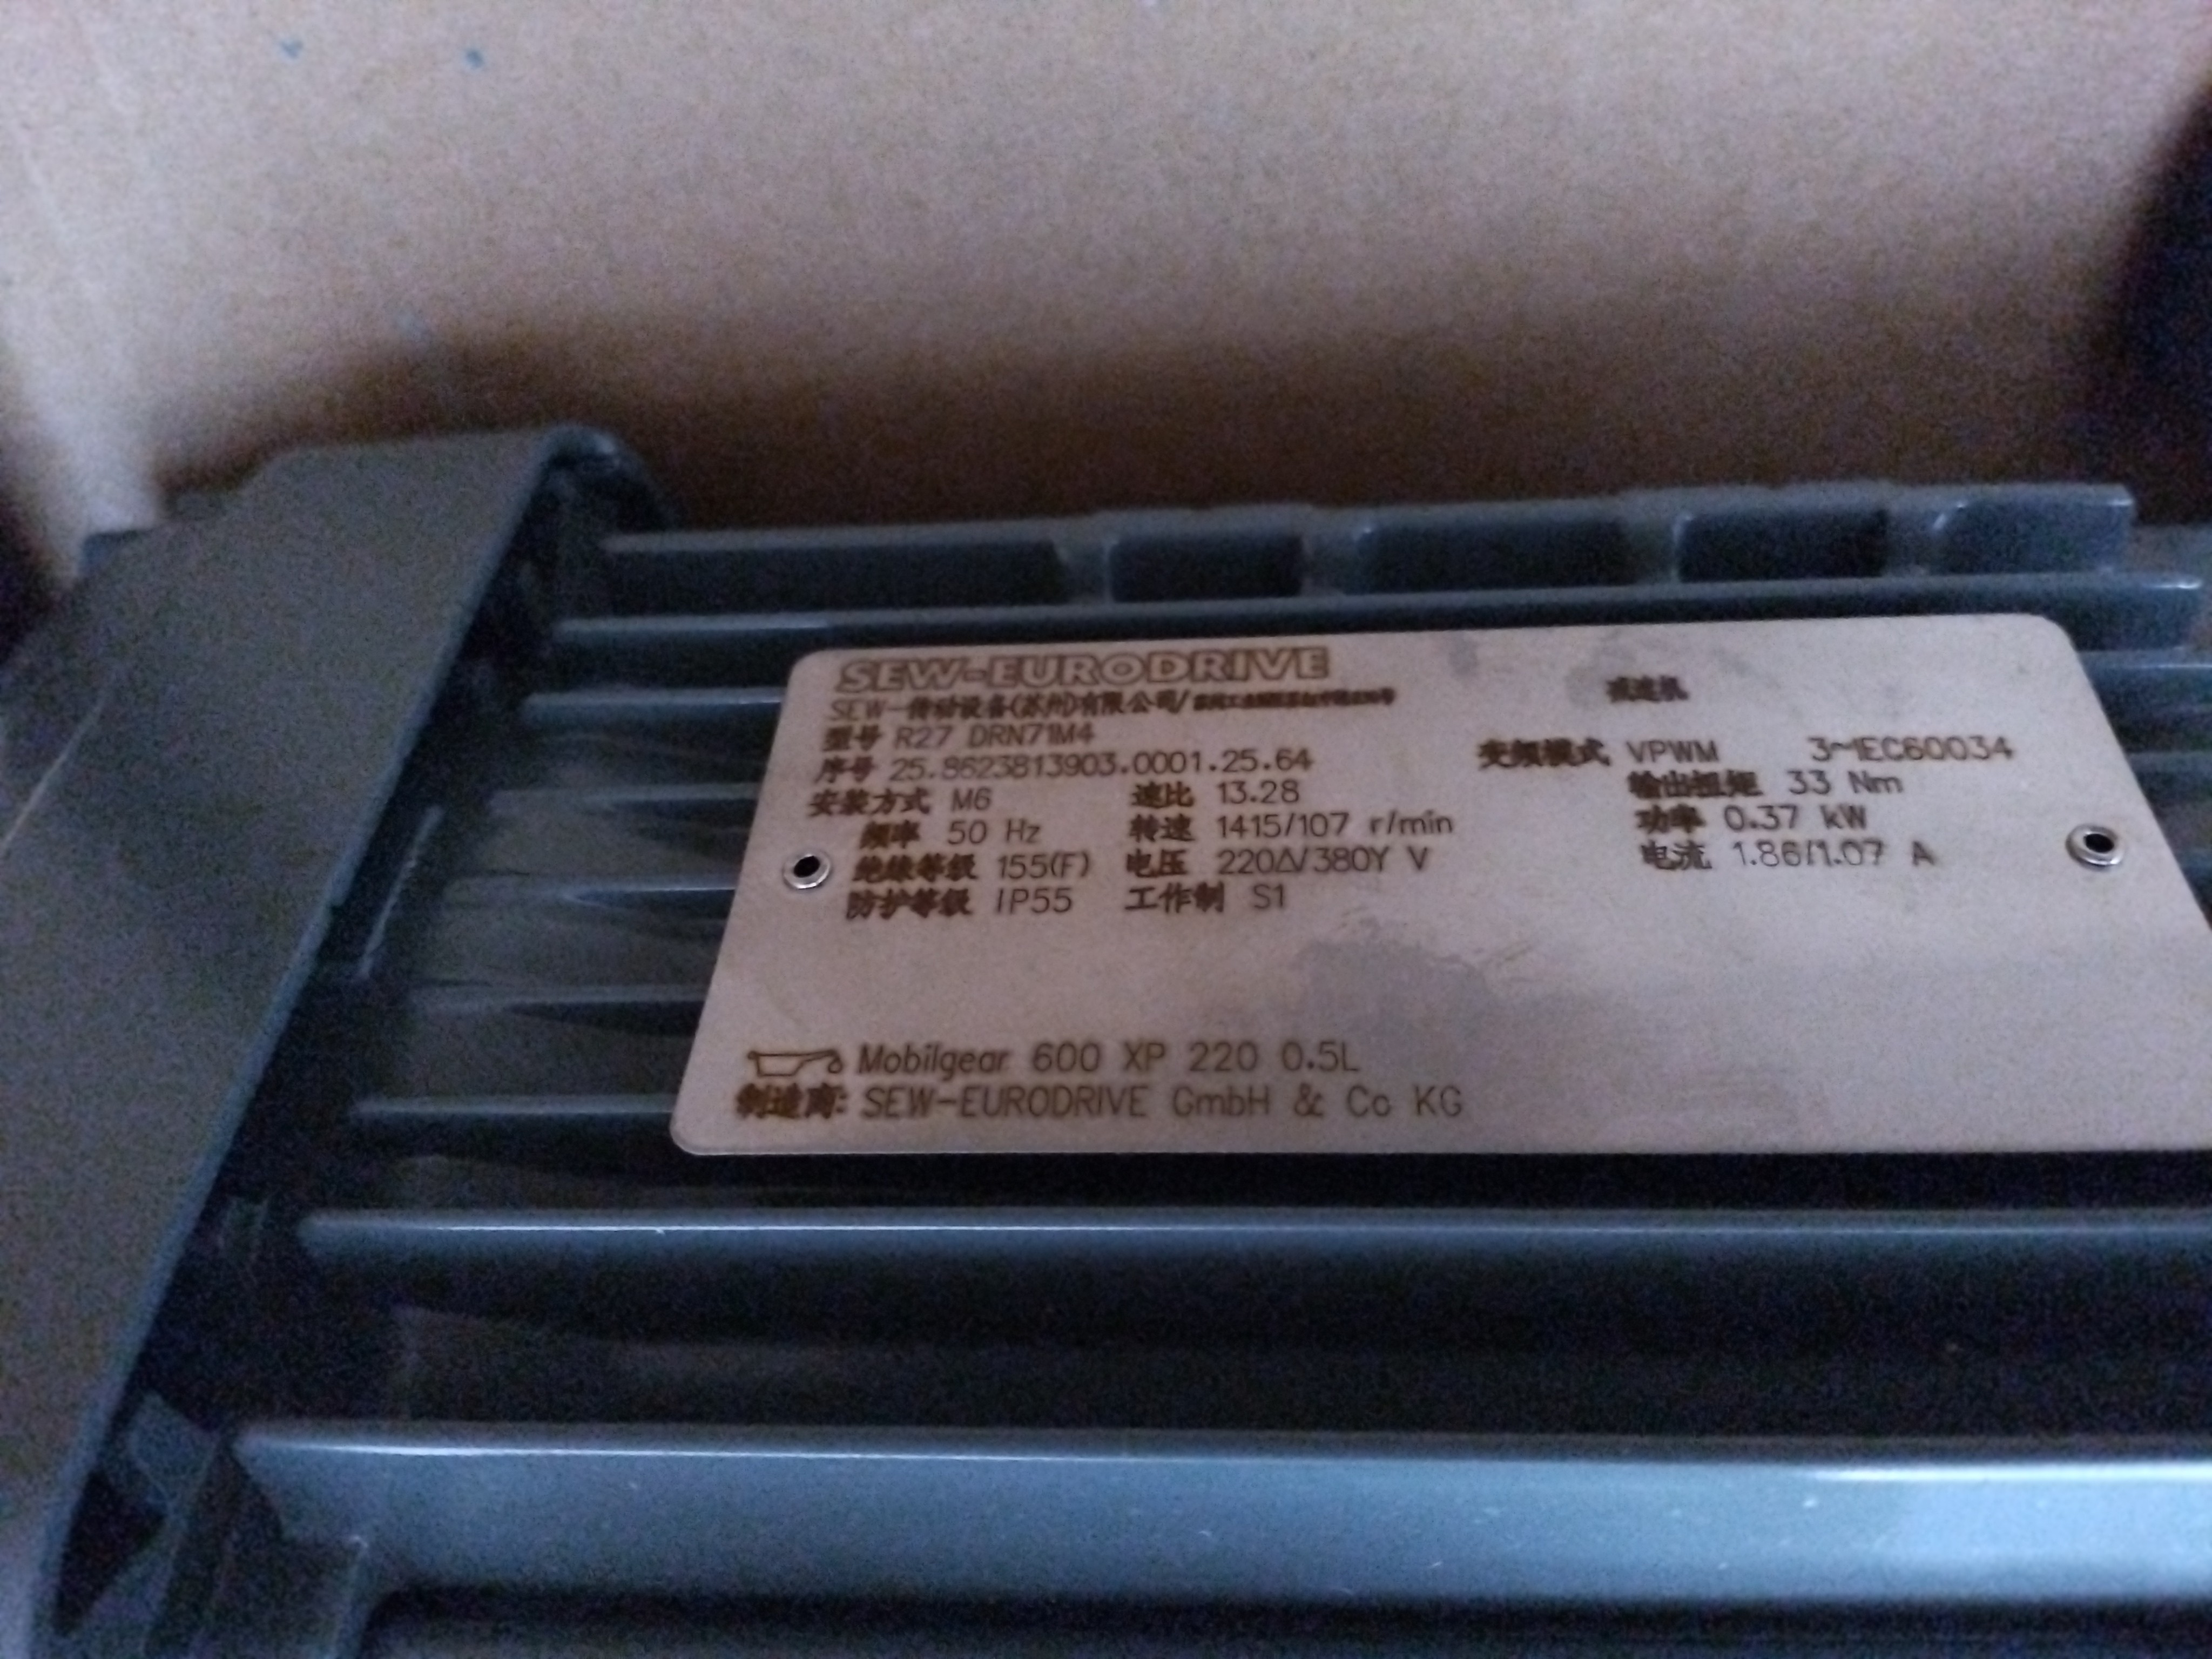 SEW-EURODRIVE
SEW-传动设备(苏州)有限公司/
减速机
型号 R27 DRN71M4
序号 25.8623813903.0001.25.64 变频模式 VPWM 3~IEC60034
安装方式 M6 速比 13.28 输出扭矩 33 Nm
频率 50 Hz 转速 1415/107 r/min 功率 0.37 kW
绝缘等级 155(F) 电压 220Δ/380Y V 电流 1.86/1.07 A
防护等级 IP55 工作制 S1
Mobilgear 600 XP 220 0.5L
制造商: SEW-EURODRIVE GmbH & Co KG